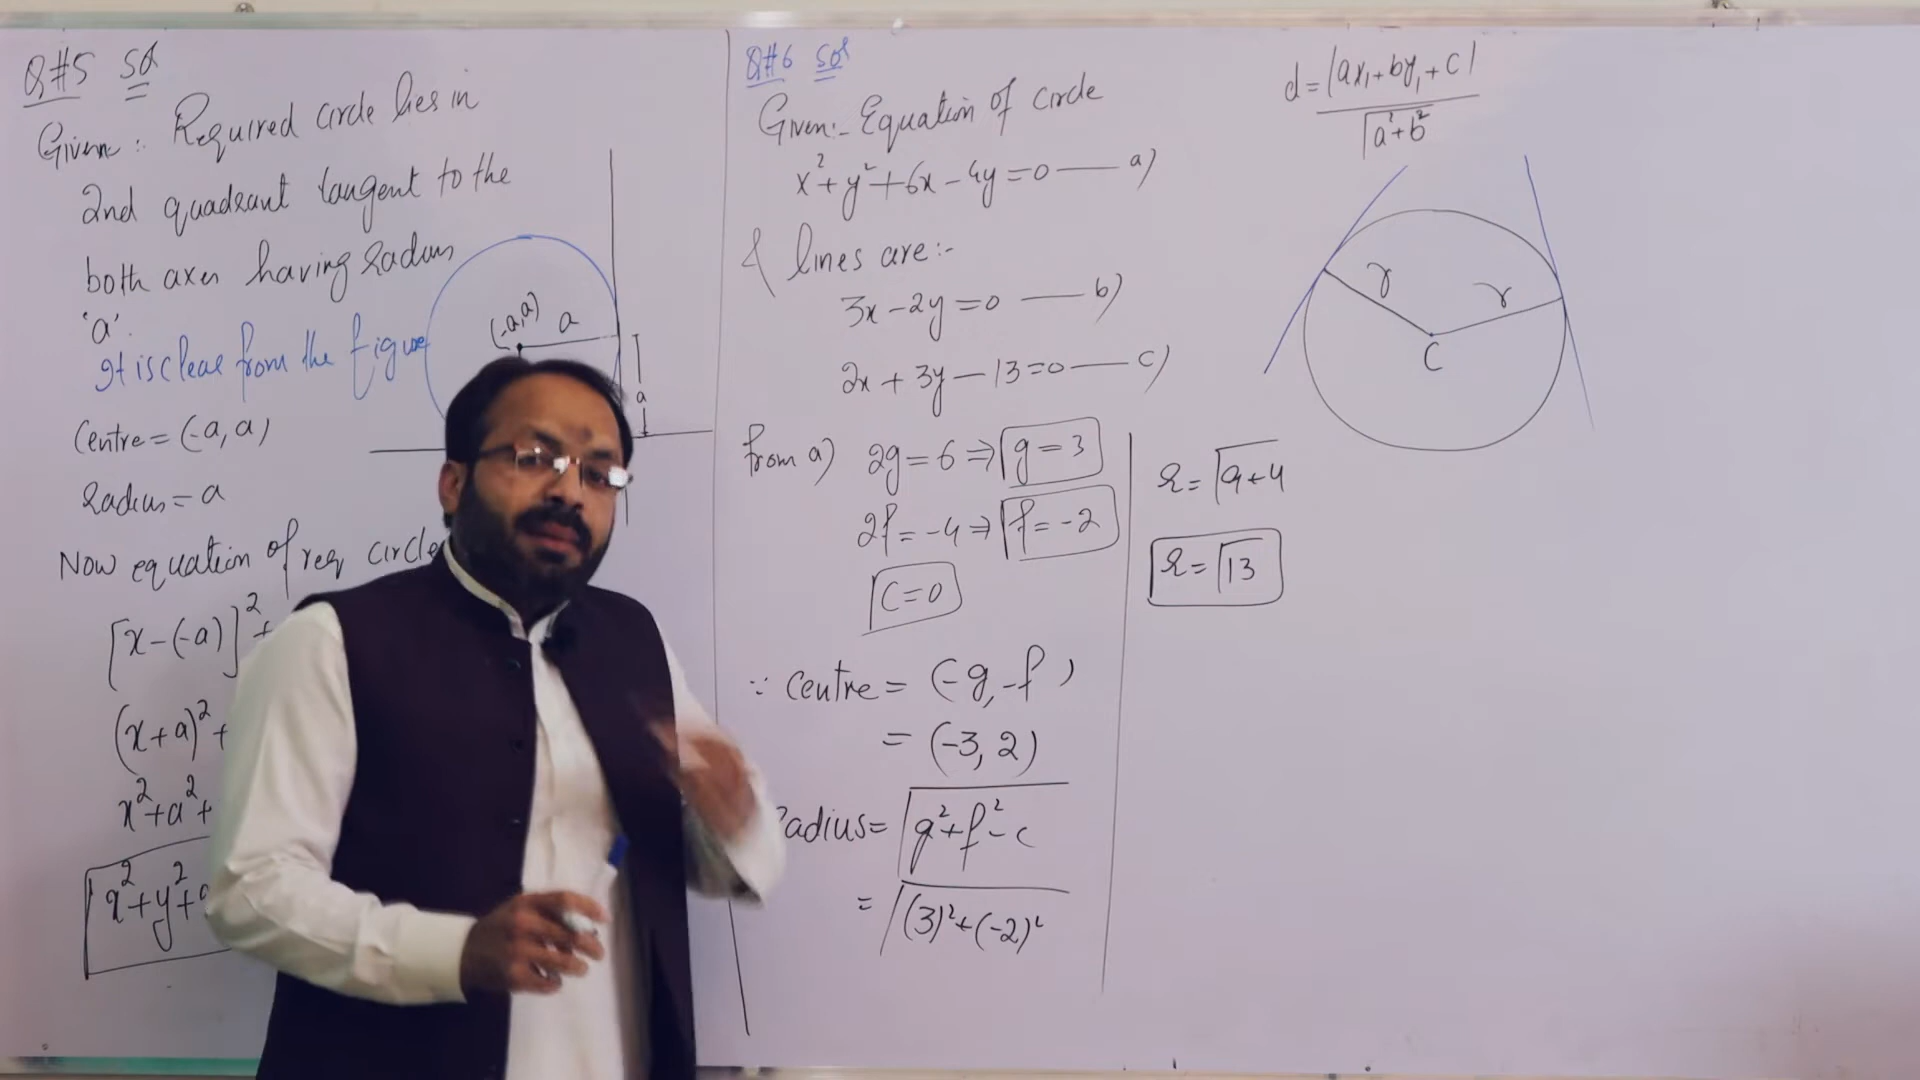 Q#5 Sol
Given:- Required circle lies in
2nd quadrant tangent to the
both axes having radius
'a'.
It is clear from the figure
(-a,a)
a
a
Centre = (-a, a)
Radius = a
Now equation of req circle
[x-(-a)]²+
(x+a)²+
x²+a²+
x²+y²+
Q#6 Sol
Given:- Equation of circle
x²+y²+6x-4y=0 — a)
& lines are:-
3x-2y=0 — b)
2x+3y-13=0 — c)
from a) 2g=6 ⇒ g=3
2f=-4 ⇒ f=-2
C=0
∵ Centre = (-g,-f)
= (-3, 2)
Radius = √g²+f²-c
= √(3)²+(-2)²
d = |ax₁+by₁+c|
√a²+b²
r
r
C
r = √9+4
r = √13